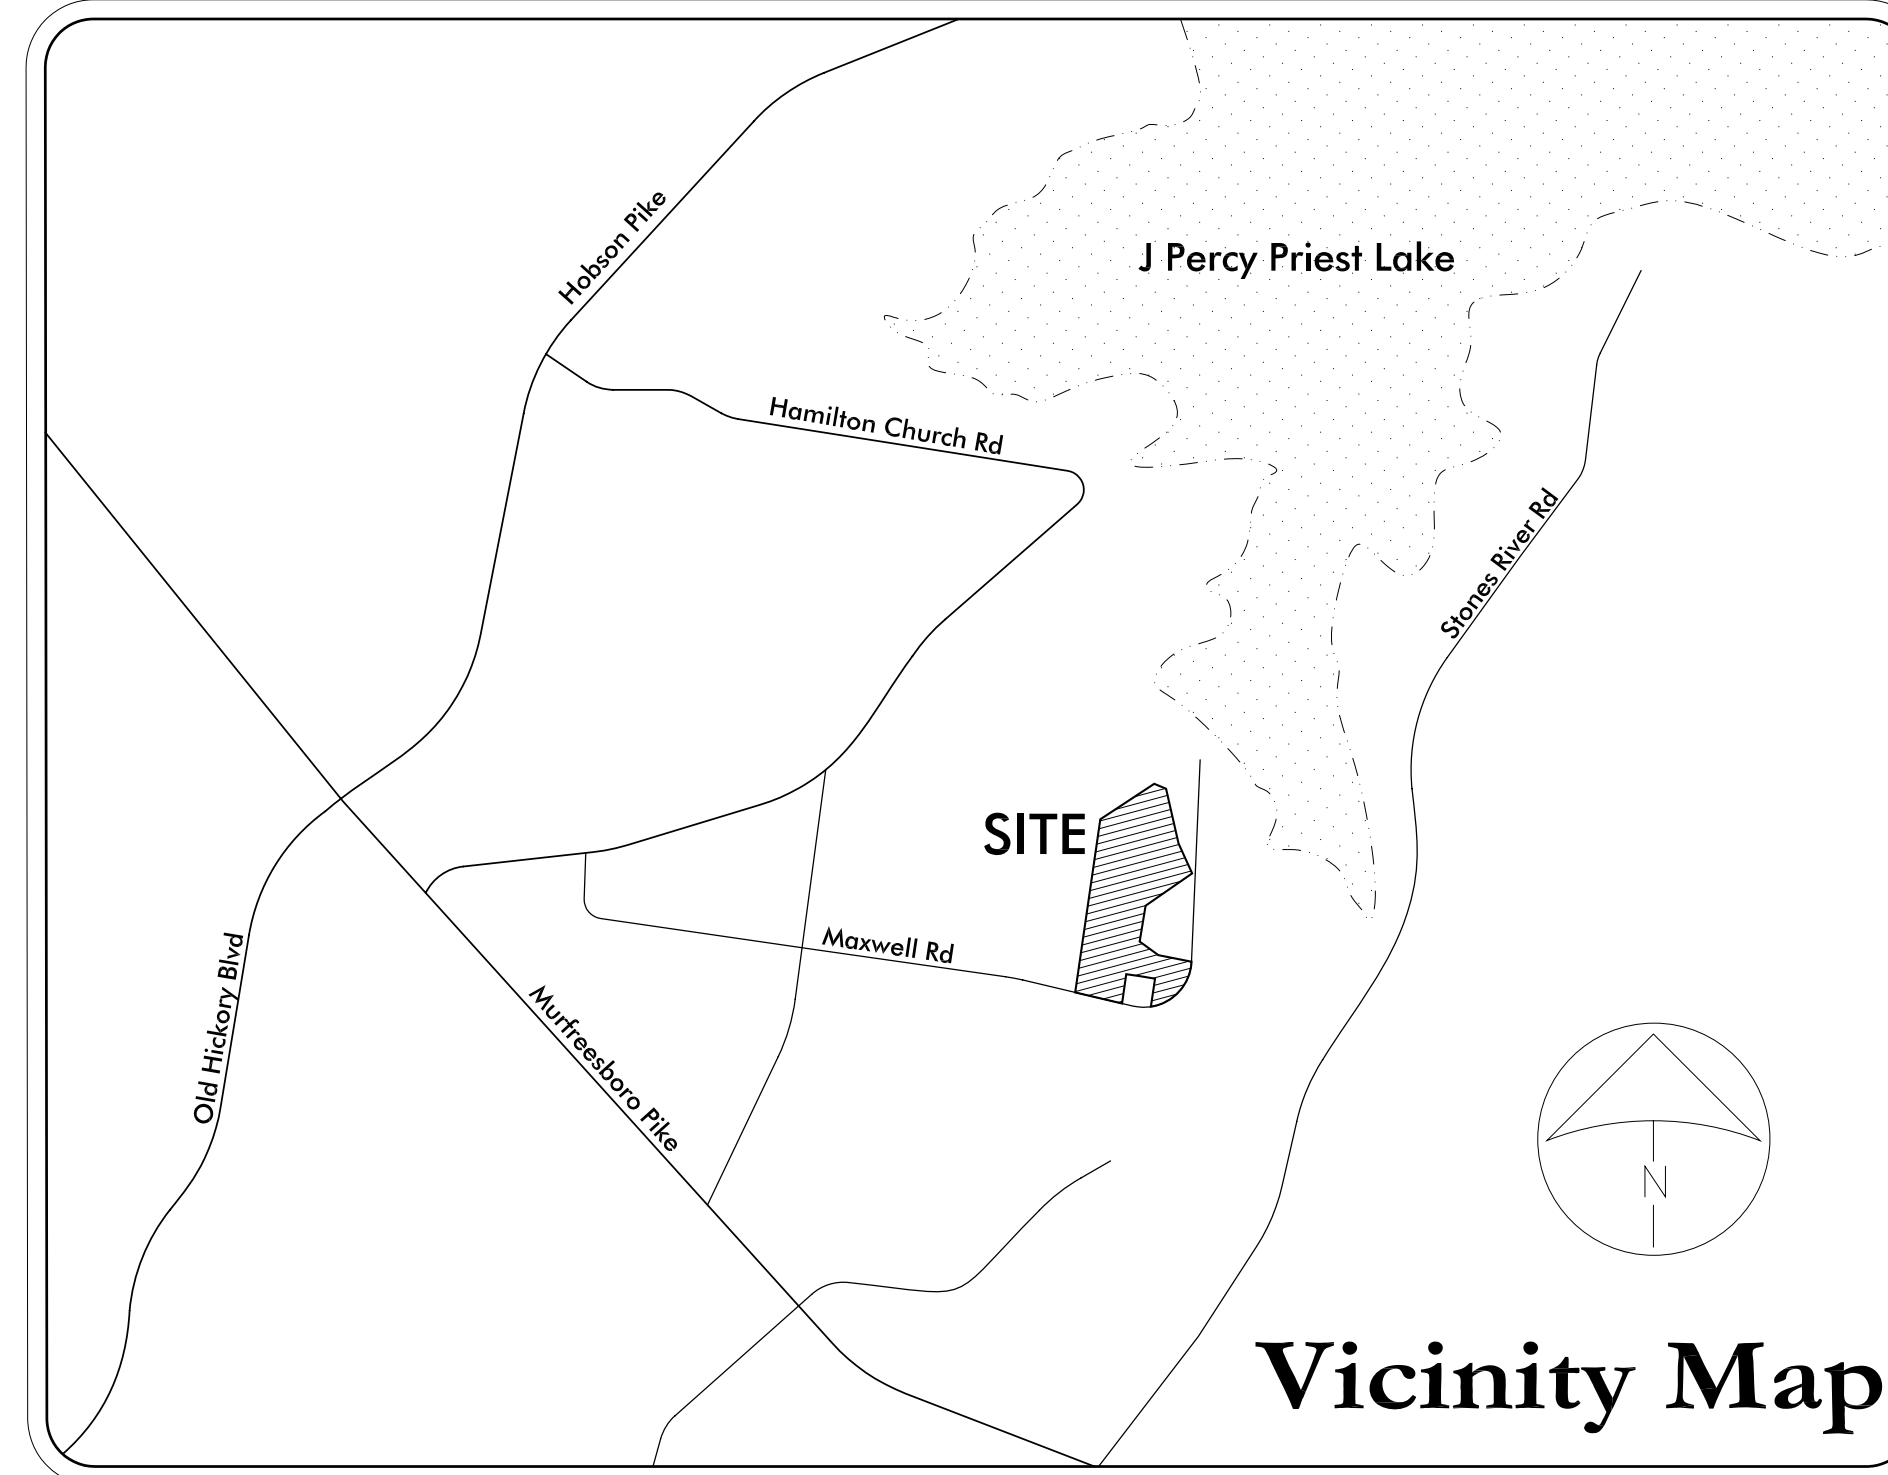 Hobson Pike
J Percy Priest Lake
Hamilton Church Rd
Stones River Rd
SITE
Maxwell Rd
Old Hickory Blvd
Murfreesboro Pike
N
Vicinity Map